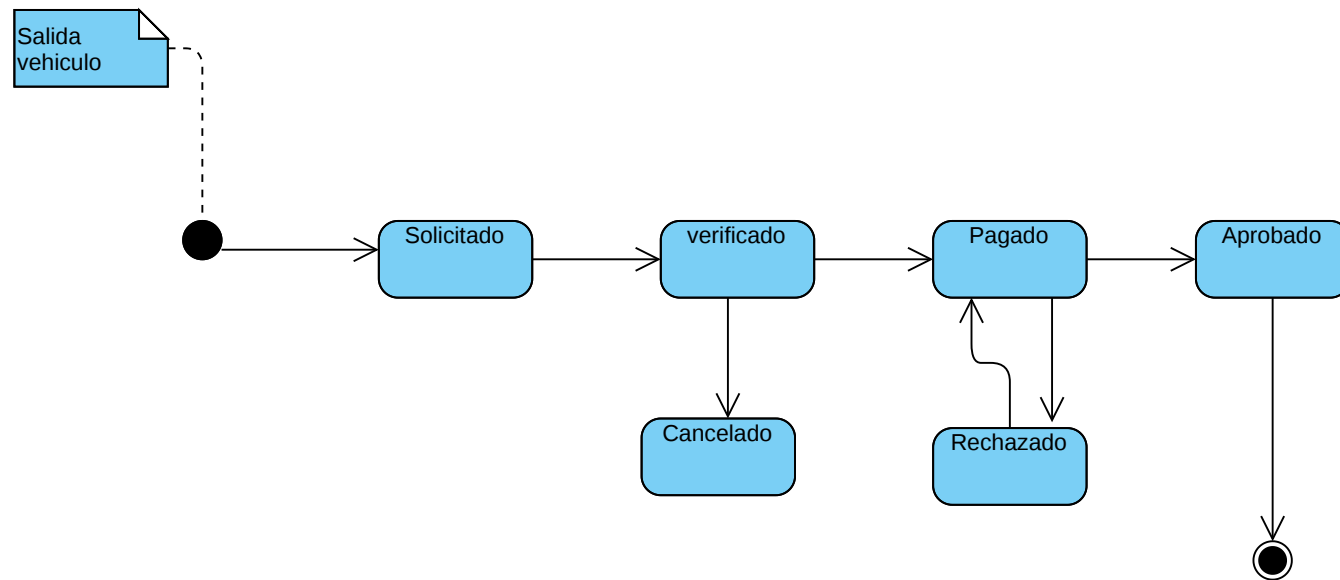 Salida
vehiculo
Solicitado
verificado
Pagado
Aprobado
Cancelado
Rechazado